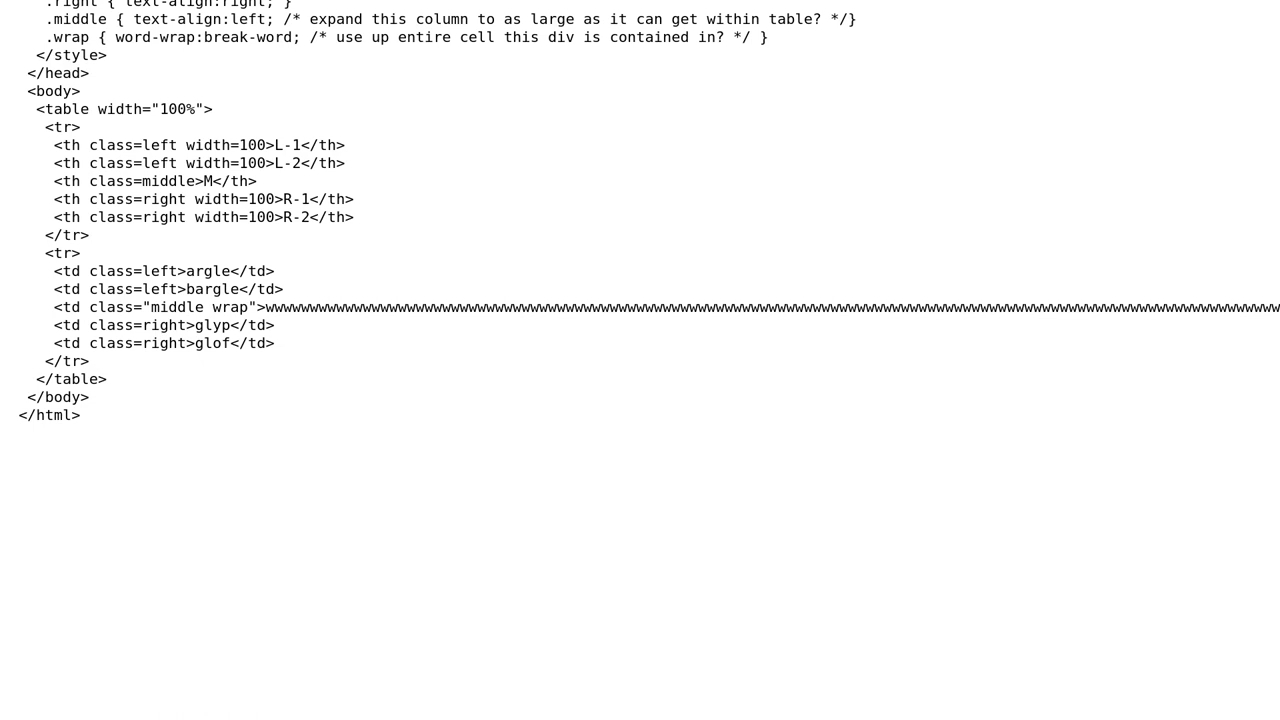 .right { text-align:right; }
.middle { text-align:left; /* expand this column to as large as it can get within table? */}
.wrap { word-wrap:break-word; /* use up entire cell this div is contained in? */ }
</style>
</head>
<body>
<table width="100%">
<tr>
<th class=left width=100>L-1</th>
<th class=left width=100>L-2</th>
<th class=middle>M</th>
<th class=right width=100>R-1</th>
<th class=right width=100>R-2</th>
</tr>
<tr>
<td class=left>argle</td>
<td class=left>bargle</td>
<td class="middle wrap">wwwwwwwwwwwwwwwwwwwwwwwwwwwwwwwwwwwwwwwwwwwwwwwwwwwwwwwwwwwwwwwwwwwwwwwwwwwwwwwwwwwwwwwwwwwwwwwwwwwwwwwwwwwwwwwwwww
<td class=right>glyp</td>
<td class=right>glof</td>
</tr>
</table>
</body>
</html>